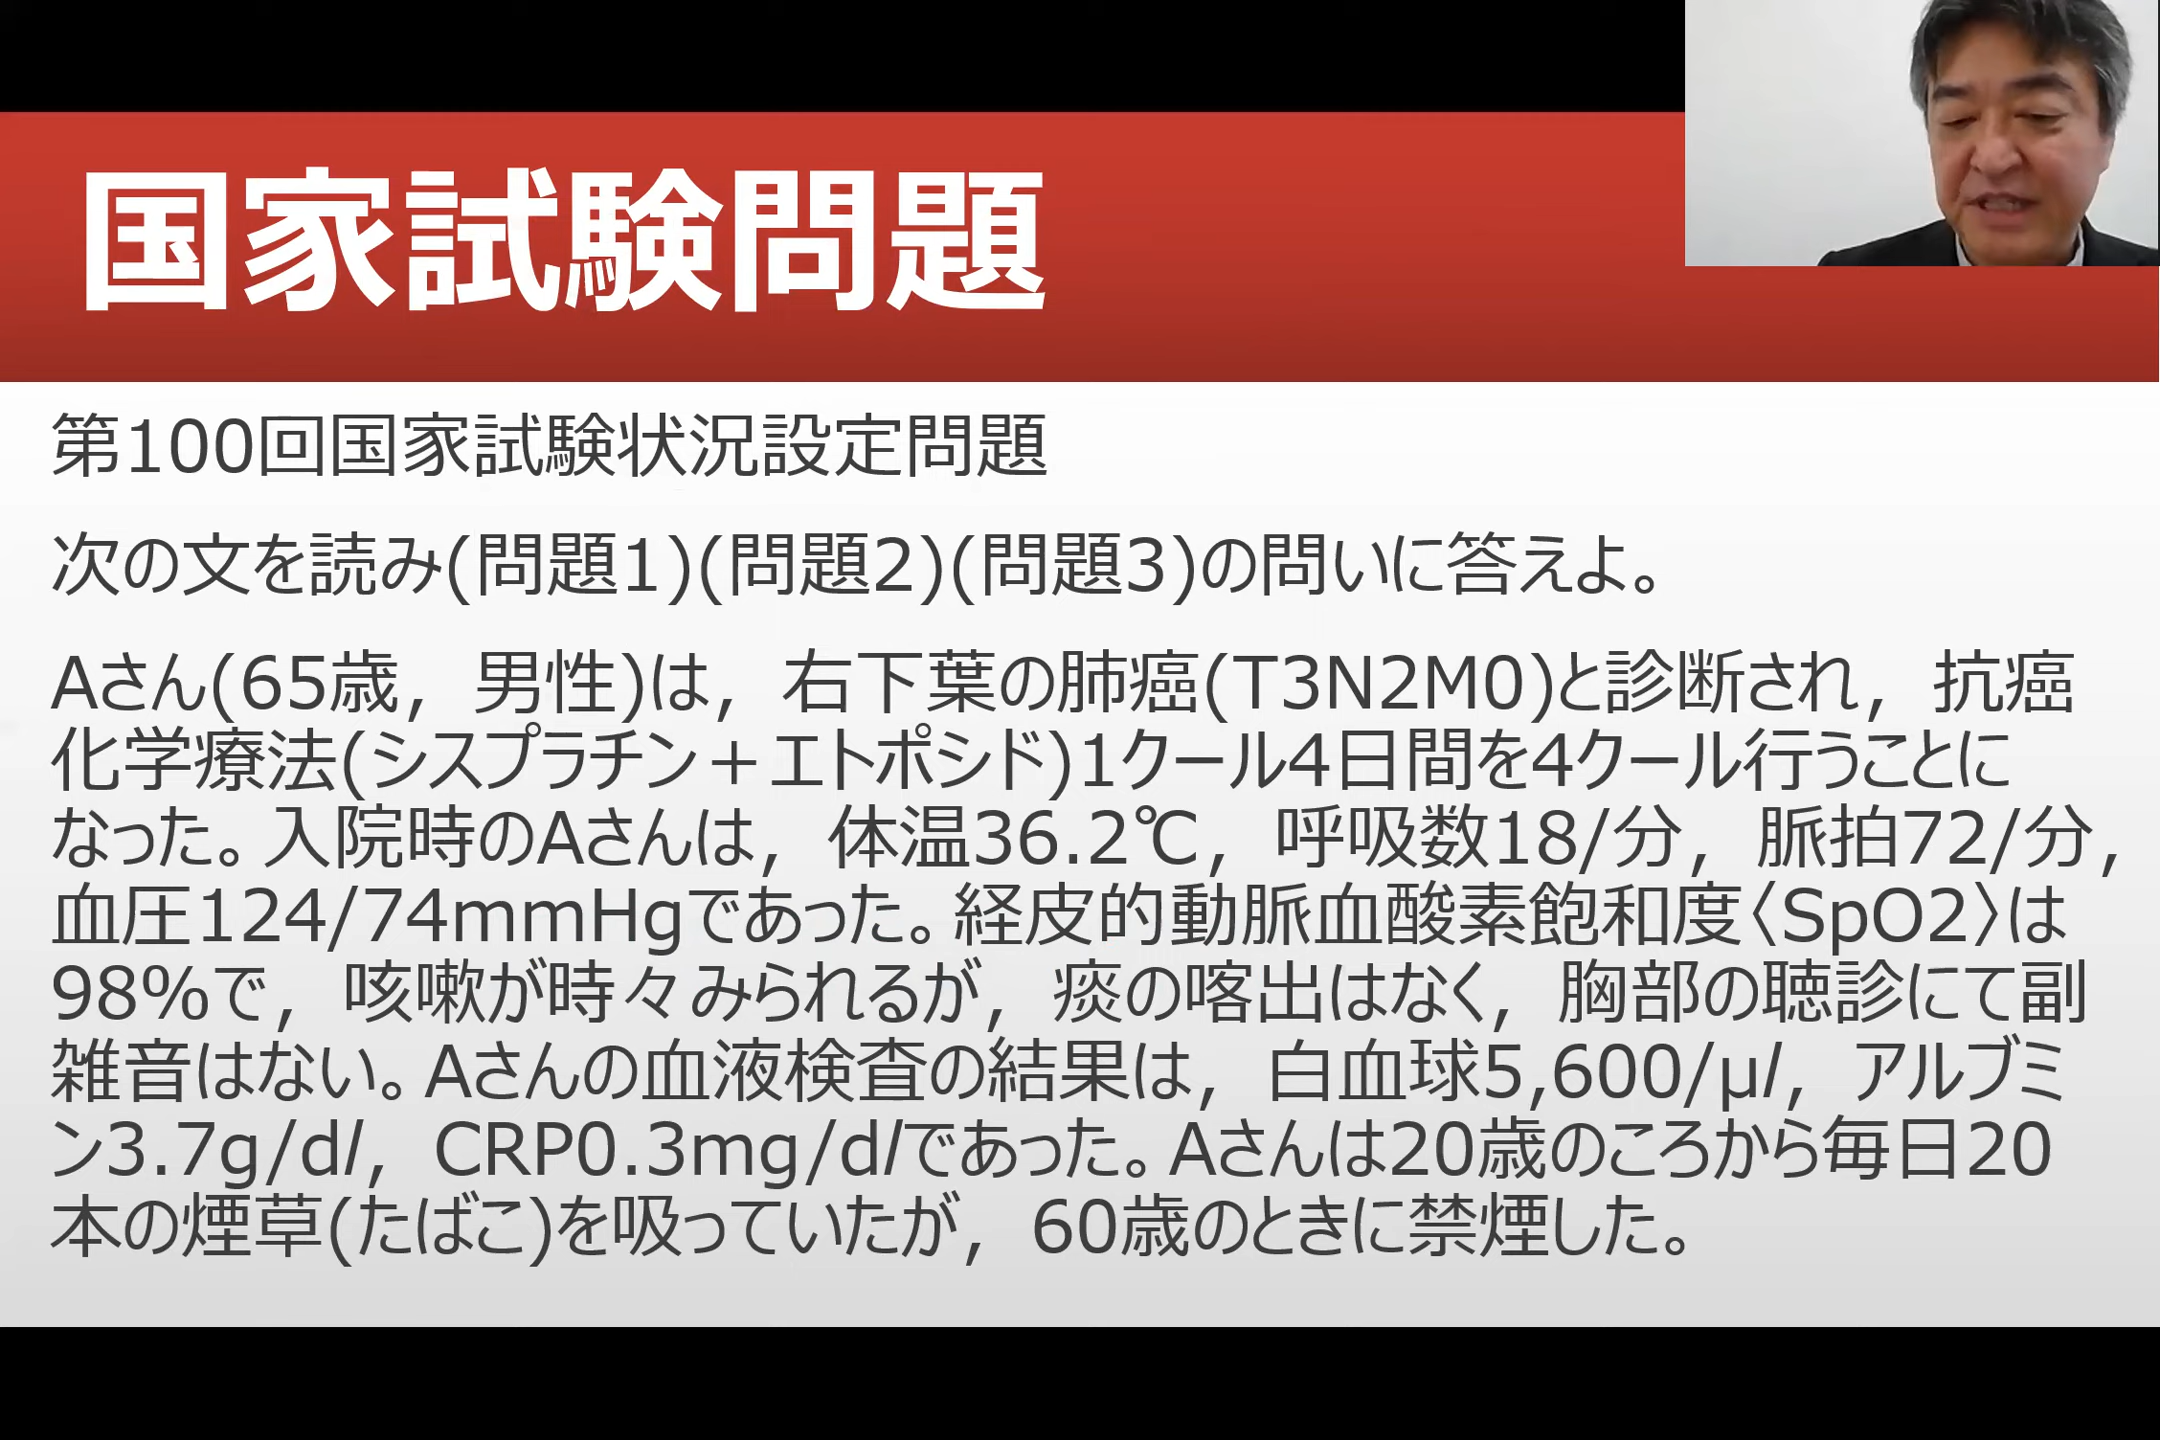 国家試験問題
第100回国家試験状況設定問題
次の文を読み(問題1)(問題2)(問題3)の問いに答えよ。
Aさん(65歳，男性)は，右下葉の肺癌(T3N2M0)と診断され，抗癌
化学療法(シスプラチン＋エトポシド)1クール4日間を4クール行うことに
なった。入院時のAさんは，体温36.2℃，呼吸数18/分，脈拍72/分，
血圧124/74mmHgであった。経皮的動脈血酸素飽和度〈SpO2〉は
98%で，咳嗽が時々みられるが，痰の喀出はなく，胸部の聴診にて副
雑音はない。Aさんの血液検査の結果は，白血球5,600/μl，アルブミ
ン3.7g/dl，CRP0.3mg/dlであった。Aさんは20歳のころから毎日20
本の煙草(たばこ)を吸っていたが，60歳のときに禁煙した。